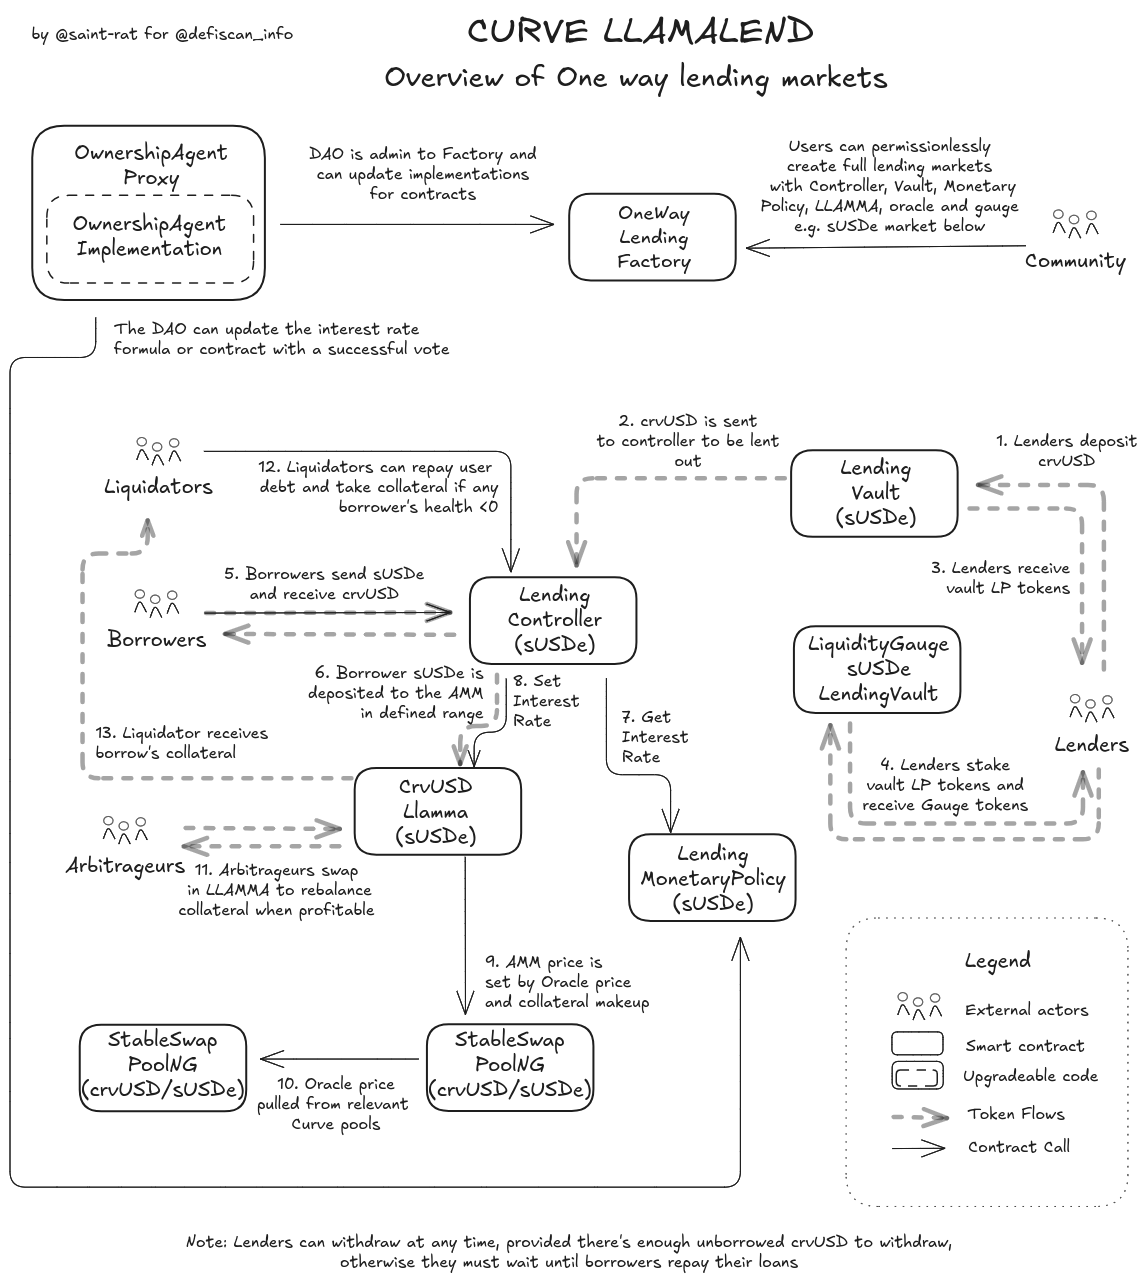 by @saint-rat for @defiscan_info
CURVE LLAMALEND
Overview of One way lending markets
OwnershipAgent
Proxy
OwnershipAgent
Implementation
DAO is admin to Factory and
can update implementations
for contracts
OneWay
Lending
Factory
Users can permissionlessly
create full lending markets
with Controller, Vault, Monetary
Policy, LLAMMA, oracle and gauge
e.g. sUSDe market below
Community
The DAO can update the interest rate
formula or contract with a successful vote
Liquidators
12. Liquidators can repay user
debt and take collateral if any
borrower's health <0
2. crvUSD is sent
to controller to be lent
out
Lending
Vault
(sUSDe)
1. Lenders deposit
crvUSD
3. Lenders receive
vault LP tokens
Borrowers
5. Borrowers send sUSDe
and receive crvUSD
Lending
Controller
(sUSDe)
LiquidityGauge
sUSDe
LendingVault
Lenders
4. Lenders stake
vault LP tokens and
receive Gauge tokens
6. Borrower sUSDe is
deposited to the AMM
in defined range
8. Set
Interest
Rate
7. Get
Interest
Rate
13. Liquidator receives
borrow's collateral
CrvUSD
Llamma
(sUSDe)
Arbitrageurs
11. Arbitrageurs swap
in LLAMMA to rebalance
collateral when profitable
Lending
MonetaryPolicy
(sUSDe)
9. AMM price is
set by Oracle price
and collateral makeup
StableSwap
PoolNG
(crvUSD/sUSDe)
10. Oracle price
pulled from relevant
Curve pools
StableSwap
PoolNG
(crvUSD/sUSDe)
Legend
External actors
Smart contract
Upgradeable code
Token Flows
Contract Call
Note: Lenders can withdraw at any time, provided there's enough unborrowed crvUSD to withdraw,
otherwise they must wait until borrowers repay their loans